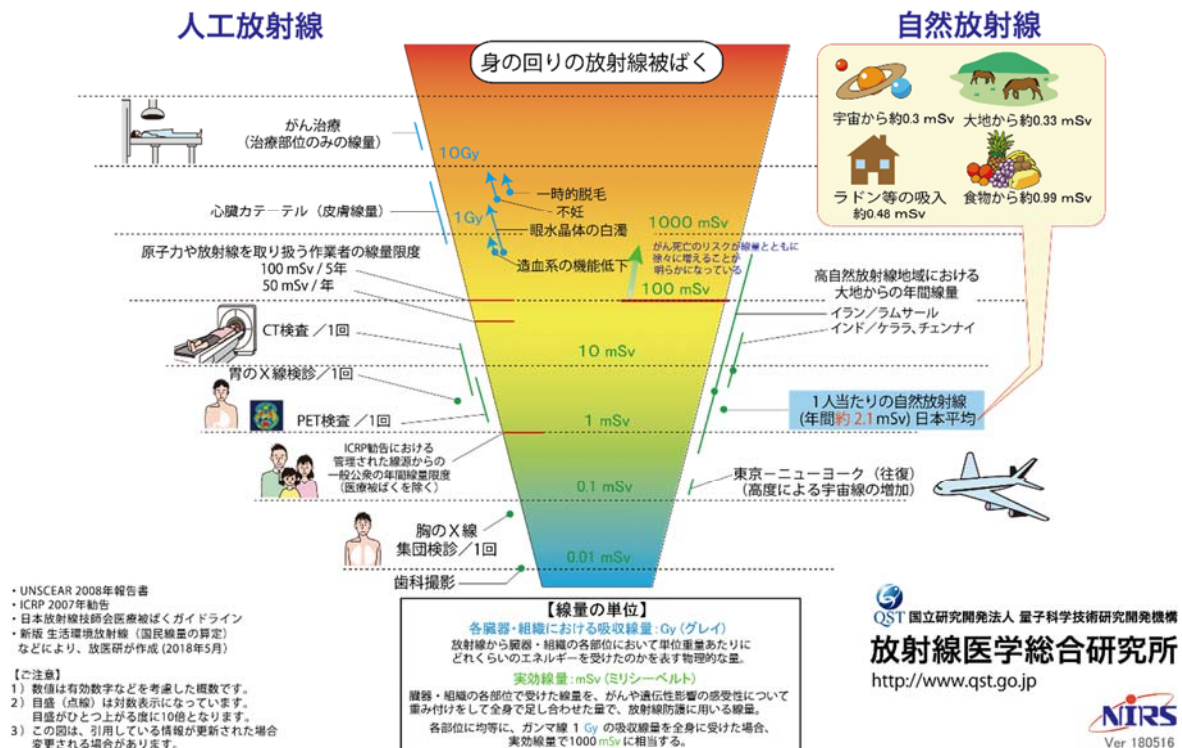 人工放射線
身の回りの放射線被ばく
自然放射線
がん治療
(治療部位のみの線量)
10Gy
心臓カテーテル（皮膚線量）
1Gy
一時的脱毛
不妊
眼水晶体の白濁
造血系の機能低下
原子力や放射線を取り扱う作業者の線量限度
100 mSv / 5年
50 mSv / 年
CT検査 ／1回
胃のX線検診／1回
PET検査 ／1回
ICRP勧告における
管理された線源からの
一般公衆の年間線量限度
(医療被ばくを除く)
胸のX線
集団検診／1回
歯科撮影
1000 mSv
がん死亡のリスクが線量とともに
徐々に増えることが
明らかになっている
100 mSv
10 mSv
1 mSv
0.1 mSv
0.01 mSv
宇宙から約0.3 mSv
大地から約0.33 mSv
ラドン等の吸入
約0.48 mSv
食物から約0.99 mSv
高自然放射線地域における
大地からの年間線量
イラン／ラムサール
インド／ケララ、チェンナイ
1人当たりの自然放射線
(年間約 2.1 mSv) 日本平均
東京ーニューヨーク（往復）
(高度による宇宙線の増加)
・UNSCEAR 2008年報告書
・ICRP 2007年勧告
・日本放射線技師会医療被ばくガイドライン
・新版 生活環境放射線（国民線量の算定）
などにより、放医研が作成 (2018年5月)
【ご注意】
1）数値は有効数字などを考慮した概数です。
2）目盛（点線）は対数表示になっています。
目盛がひとつ上がる度に10倍となります。
3）この図は、引用している情報が更新された場合
変更される場合があります。
【線量の単位】
各臓器・組織における吸収線量：Gy (グレイ)
放射線から臓器・組織の各部位において単位重量あたりに
どれくらいのエネルギーを受けたのかを表す物理的な量。
実効線量：mSv (ミリシーベルト)
臓器・組織の各部位で受けた線量を、がんや遺伝性影響の感受性について
重み付けをして全身で足し合わせた量で、放射線防護に用いる線量。
各部位に均等に、ガンマ線 1 Gy の吸収線量を全身に受けた場合、
実効線量で1000 mSv に相当する。
QST 国立研究開発法人 量子科学技術研究開発機構
放射線医学総合研究所
http://www.qst.go.jp
NIRS
Ver 180516